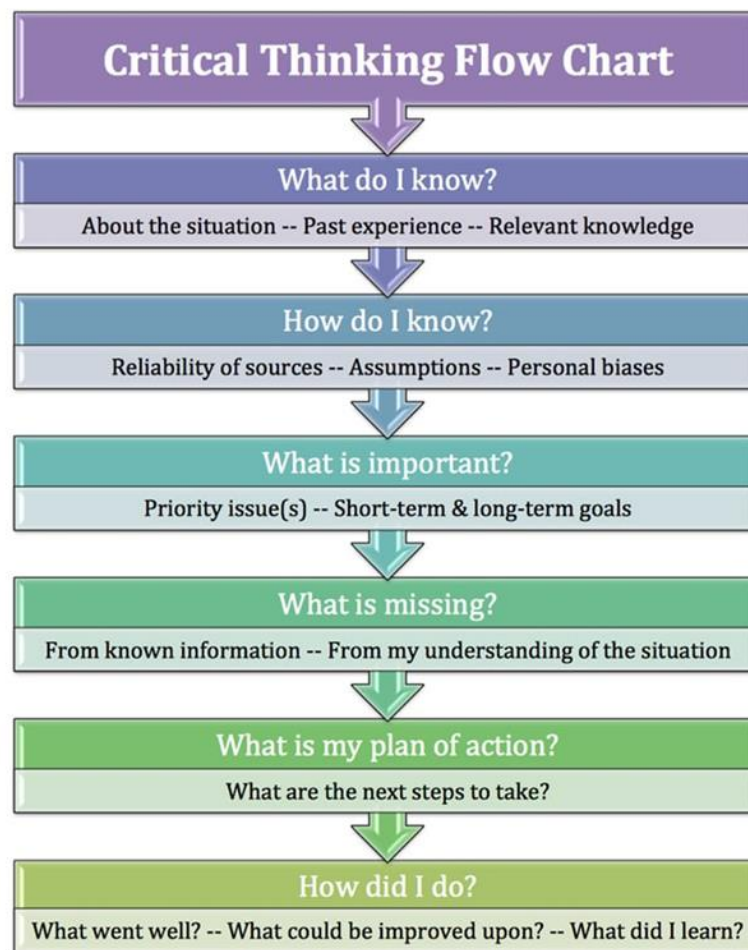 Critical Thinking Flow Chart
What do I know?
About the situation -- Past experience -- Relevant knowledge
How do I know?
Reliability of sources -- Assumptions -- Personal biases
What is important?
Priority issue(s) -- Short-term & long-term goals
What is missing?
From known information -- From my understanding of the situation
What is my plan of action?
What are the next steps to take?
How did I do?
What went well? -- What could be improved upon? -- What did I learn?